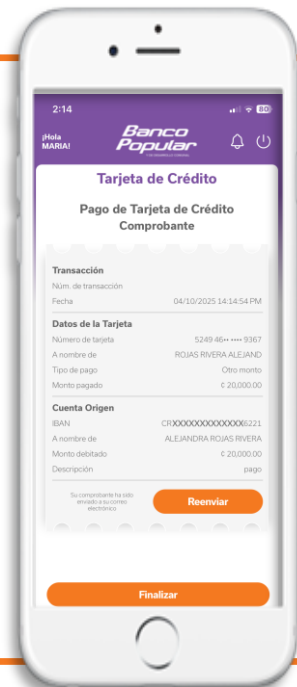 2:14
80
¡Hola
MARIA!
Banco
Popular
Tarjeta de Crédito
Pago de Tarjeta de Crédito
Comprobante
Transacción
Núm. de transacción
Fecha 04/10/2025 14:14:54 PM
Datos de la Tarjeta
Número de tarjeta 5249 46•• •••• 9367
A nombre de ROJAS RIVERA ALEJAND
Tipo de pago Otro monto
Monto pagado ¢ 20,000.00
Cuenta Origen
IBAN CRXXXXXXXXXXXXX6221
A nombre de ALEJANDRA ROJAS RIVERA
Monto debitado ¢ 20,000.00
Descripción pago
Su comprobante ha sido
enviado a su correo
electrónico
Reenviar
Finalizar